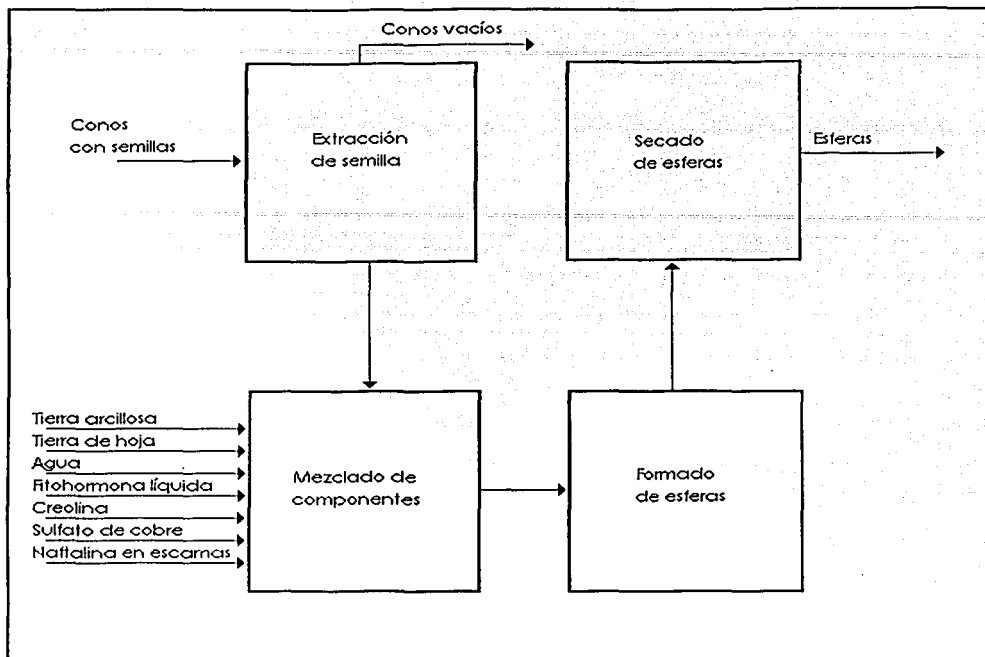 Conos vacíos
Conos
con semillas
Extracción
de semilla
Secado
de esferas
Esferas
Tierra arcillosa
Tierra de hoja
Agua
Fitohormona líquida
Creolina
Sulfato de cobre
Naftalina en escamas
Mezclado de
componentes
Formado
de esferas